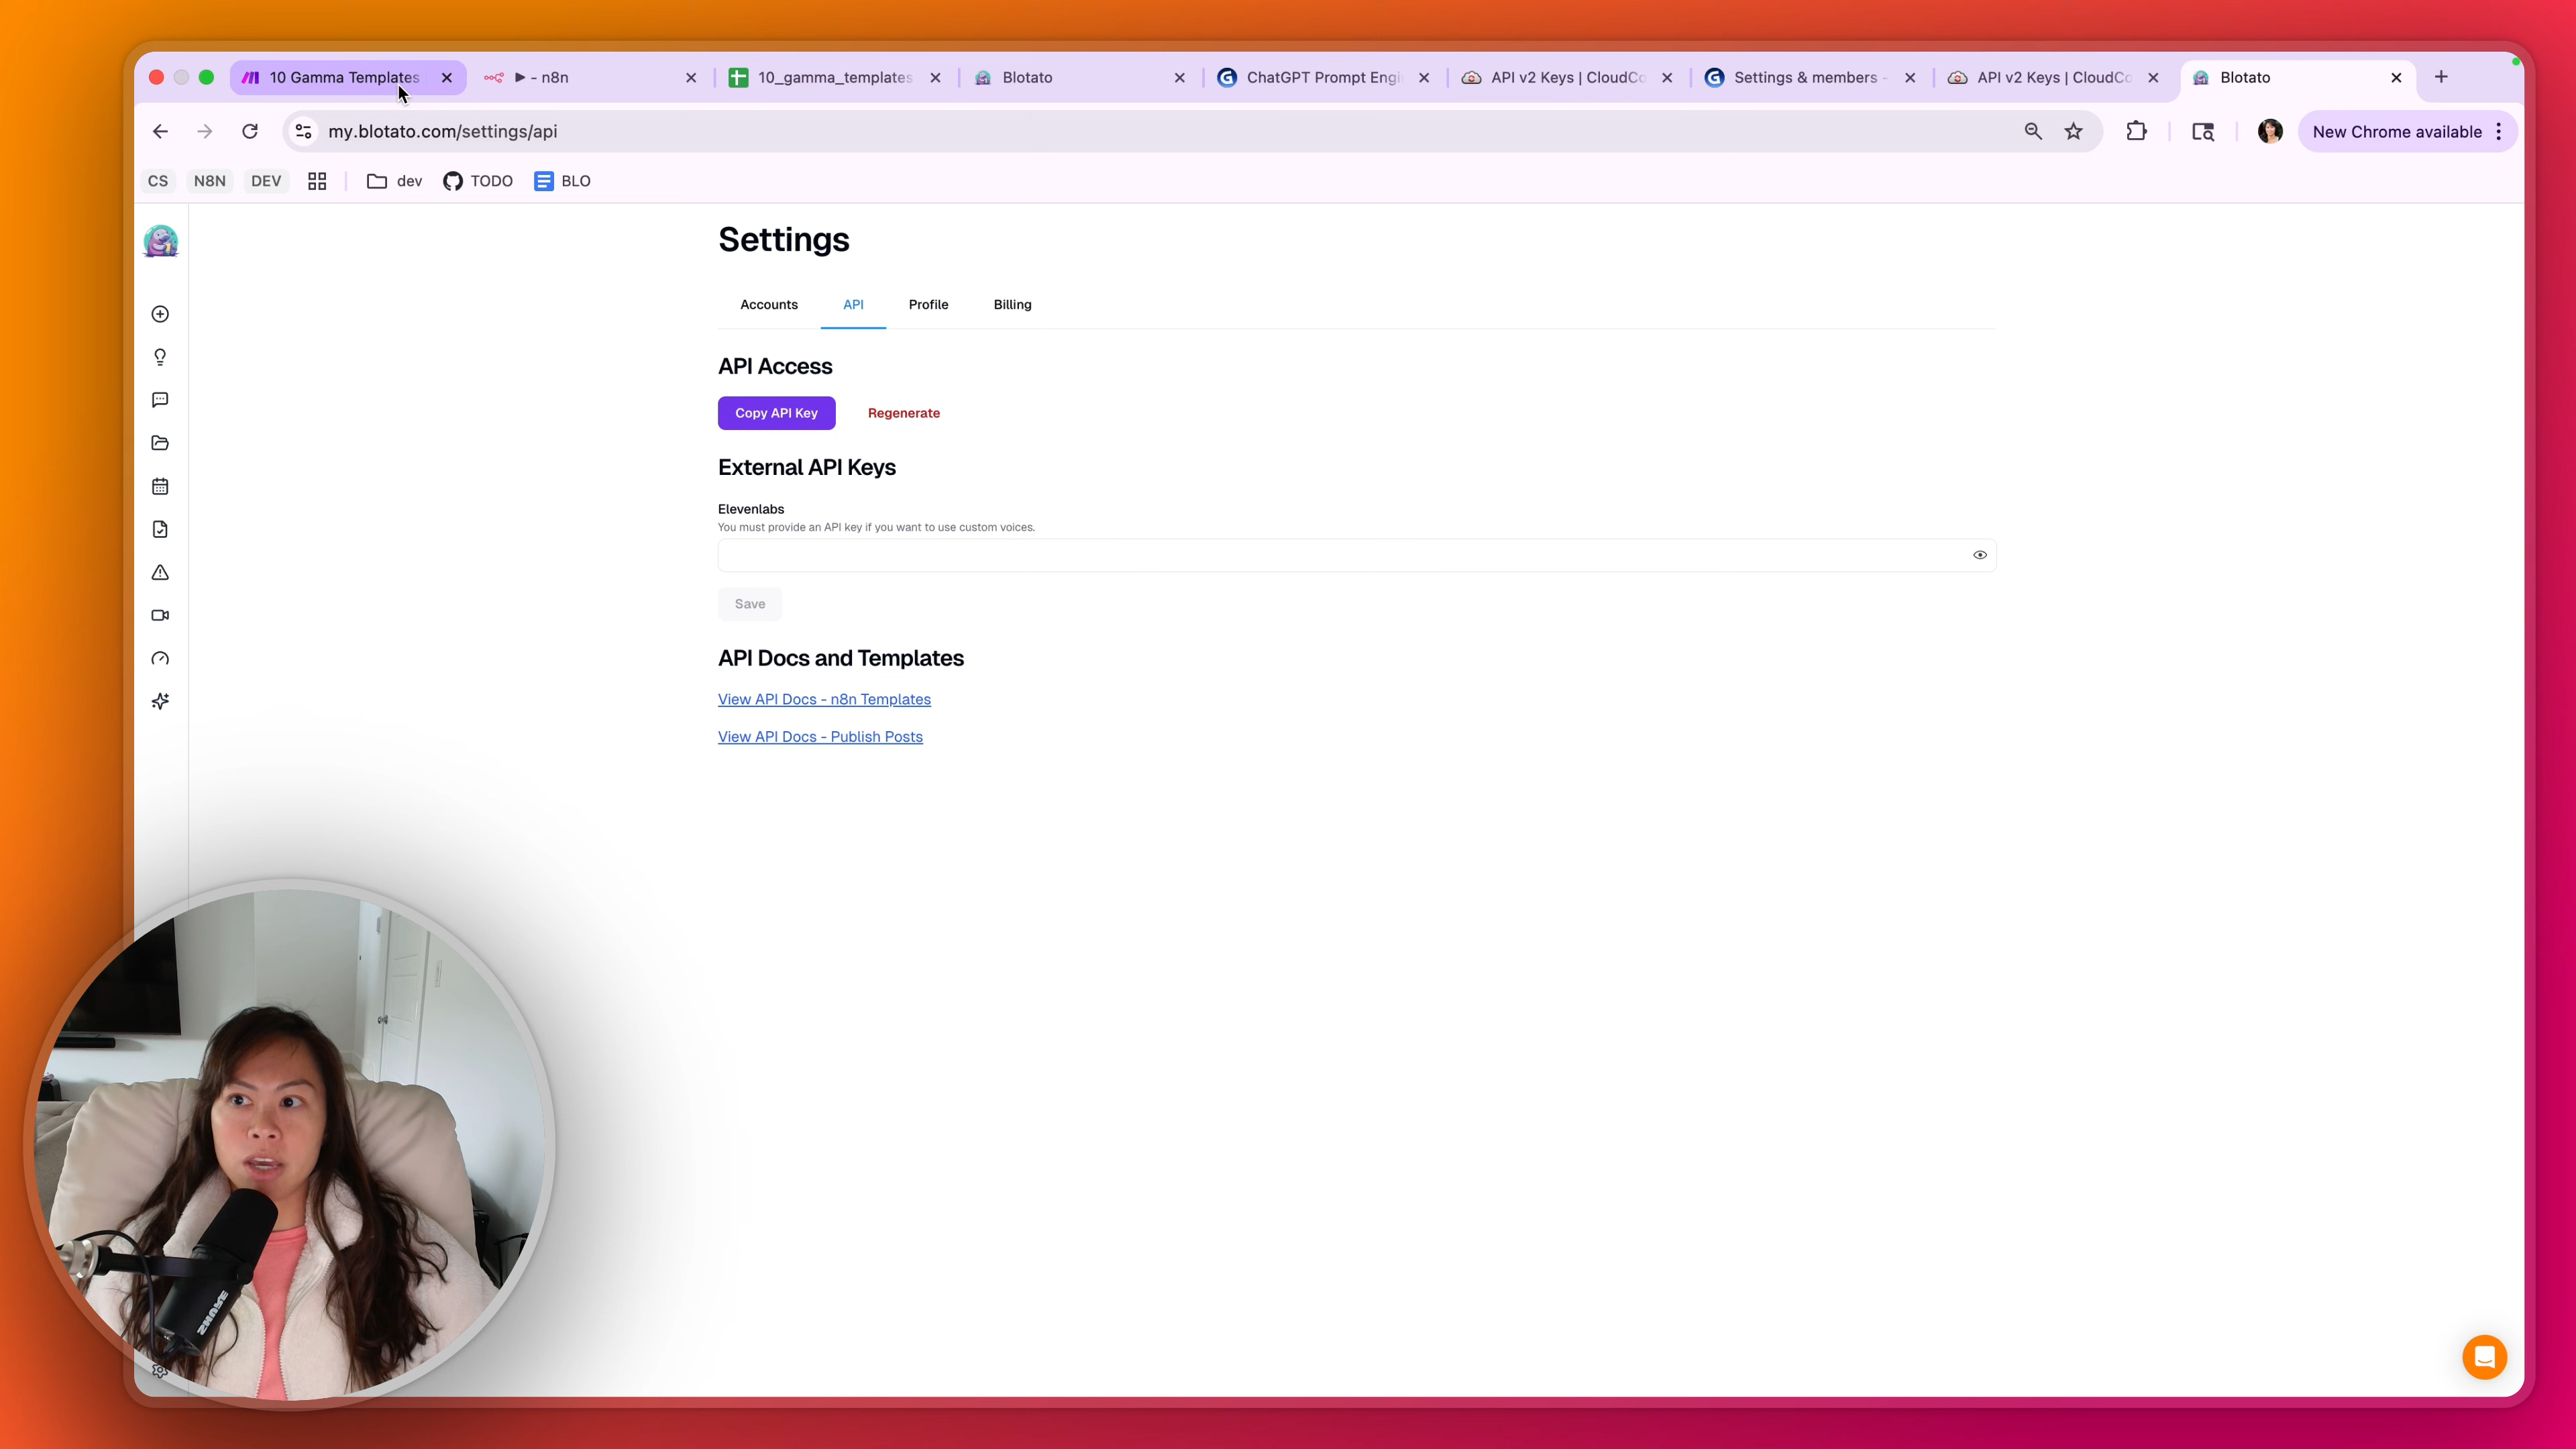 10 Gamma Templates
▶ - n8n
10_gamma_templates
Blotato
ChatGPT Prompt Engi
API v2 Keys | CloudCo
Settings & members -
API v2 Keys | CloudCo
Blotato
my.blotato.com/settings/api
New Chrome available
CS
N8N
DEV
dev
TODO
BLO
Settings
Accounts
API
Profile
Billing
API Access
Copy API Key
Regenerate
External API Keys
Elevenlabs
You must provide an API key if you want to use custom voices.
Save
API Docs and Templates
View API Docs - n8n Templates
View API Docs - Publish Posts
SHURE